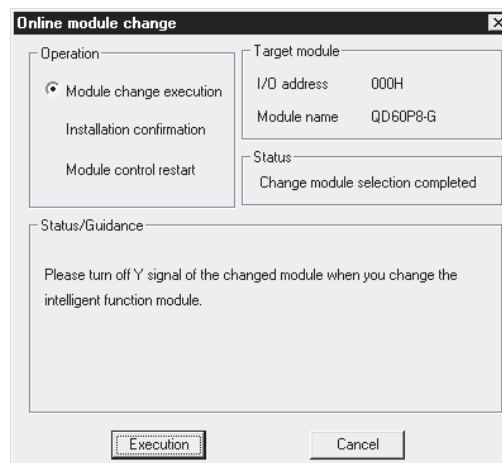 Online module change
Operation
Module change execution
Installation confirmation
Module control restart
Target module
I/O address 000H
Module name QD60P8-G
Status
Change module selection completed
Status/Guidance
Please turn off Y signal of the changed module when you change the
intelligent function module.
Execution
Cancel